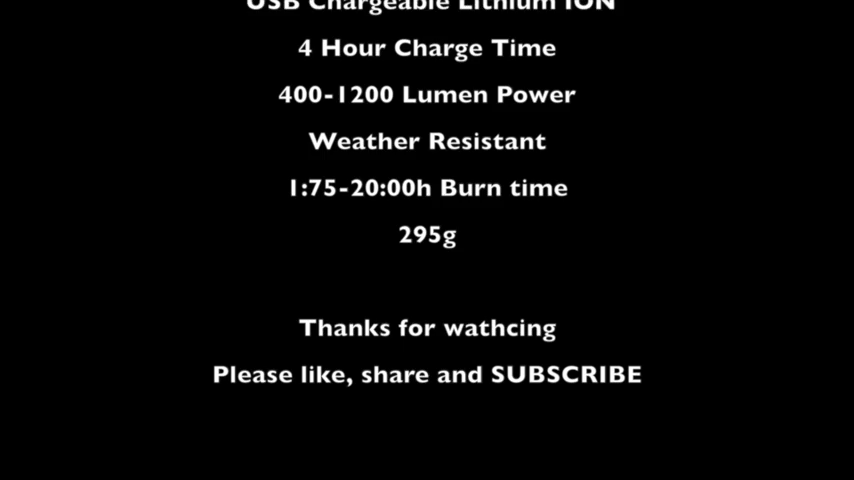 USB Chargeable Lithium ION
4 Hour Charge Time
400-1200 Lumen Power
Weather Resistant
1:75-20:00h Burn time
295g
Thanks for wathcing
Please like, share and SUBSCRIBE